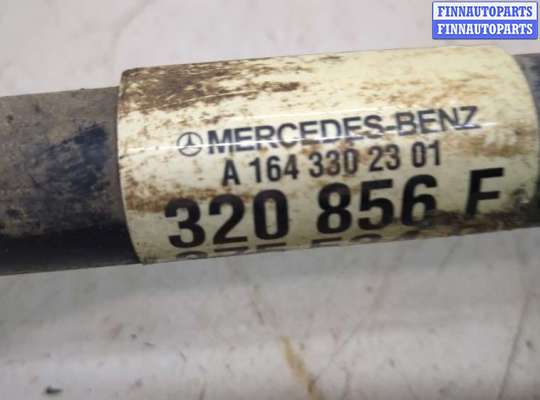 FINNAUTOPARTS
FINNAUTOPARTS
MERCEDES-BENZ
A 164 330 23 01
320 856 F